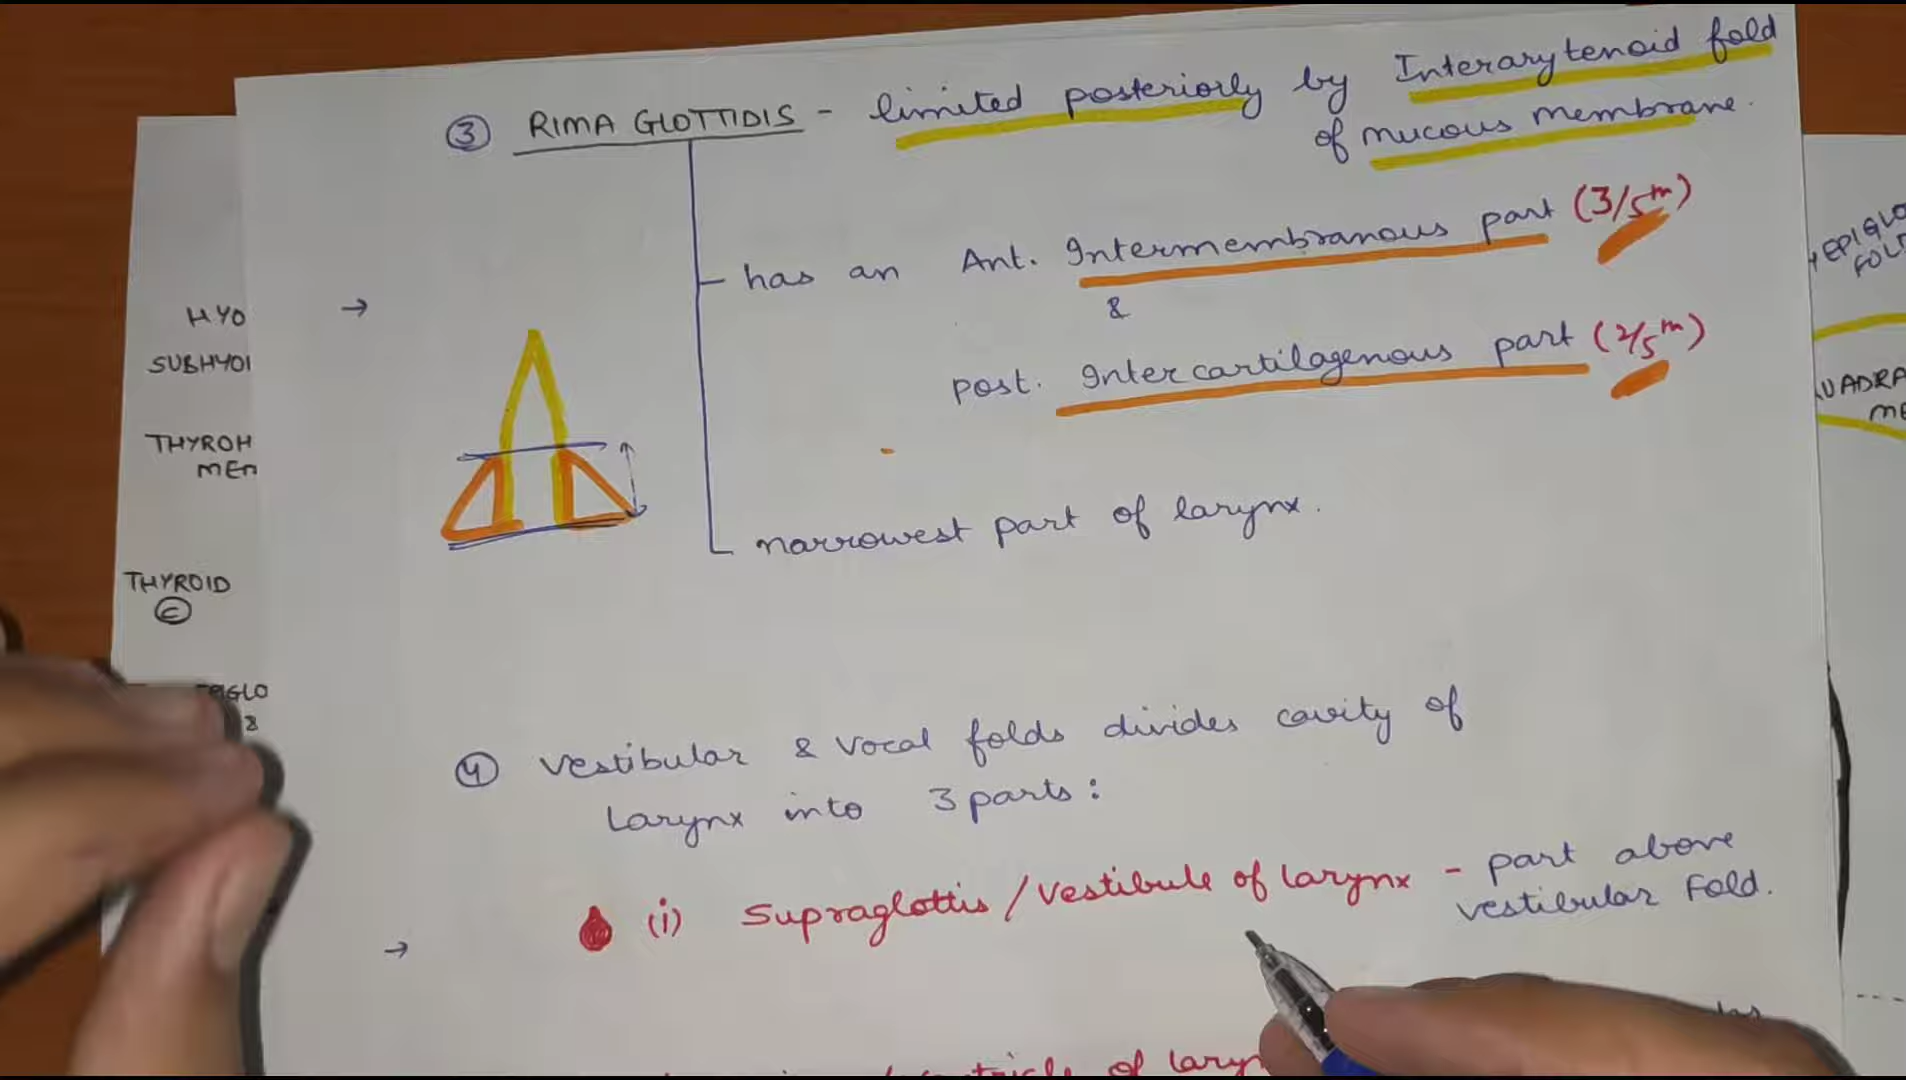 ③ RIMA GLOTTIDIS - limited posteriorly by Interarytenoid fold
of mucous membrane.
→ has an Ant. Intermembranous part (3/5ᵗʰ)
&
post. Intercartilagenous part (2/5ᵗʰ)
narrowest part of larynx.
④ Vestibular & Vocal folds divides cavity of
larynx into 3 parts:
→ (i) Supraglottis / Vestibule of larynx - part above
vestibular Fold.
of
HYO
SUBHYOI
THYROH
MEM
THYROID
Ⓒ
GLO
&
EPIGLO
FOL
UADRA
ME